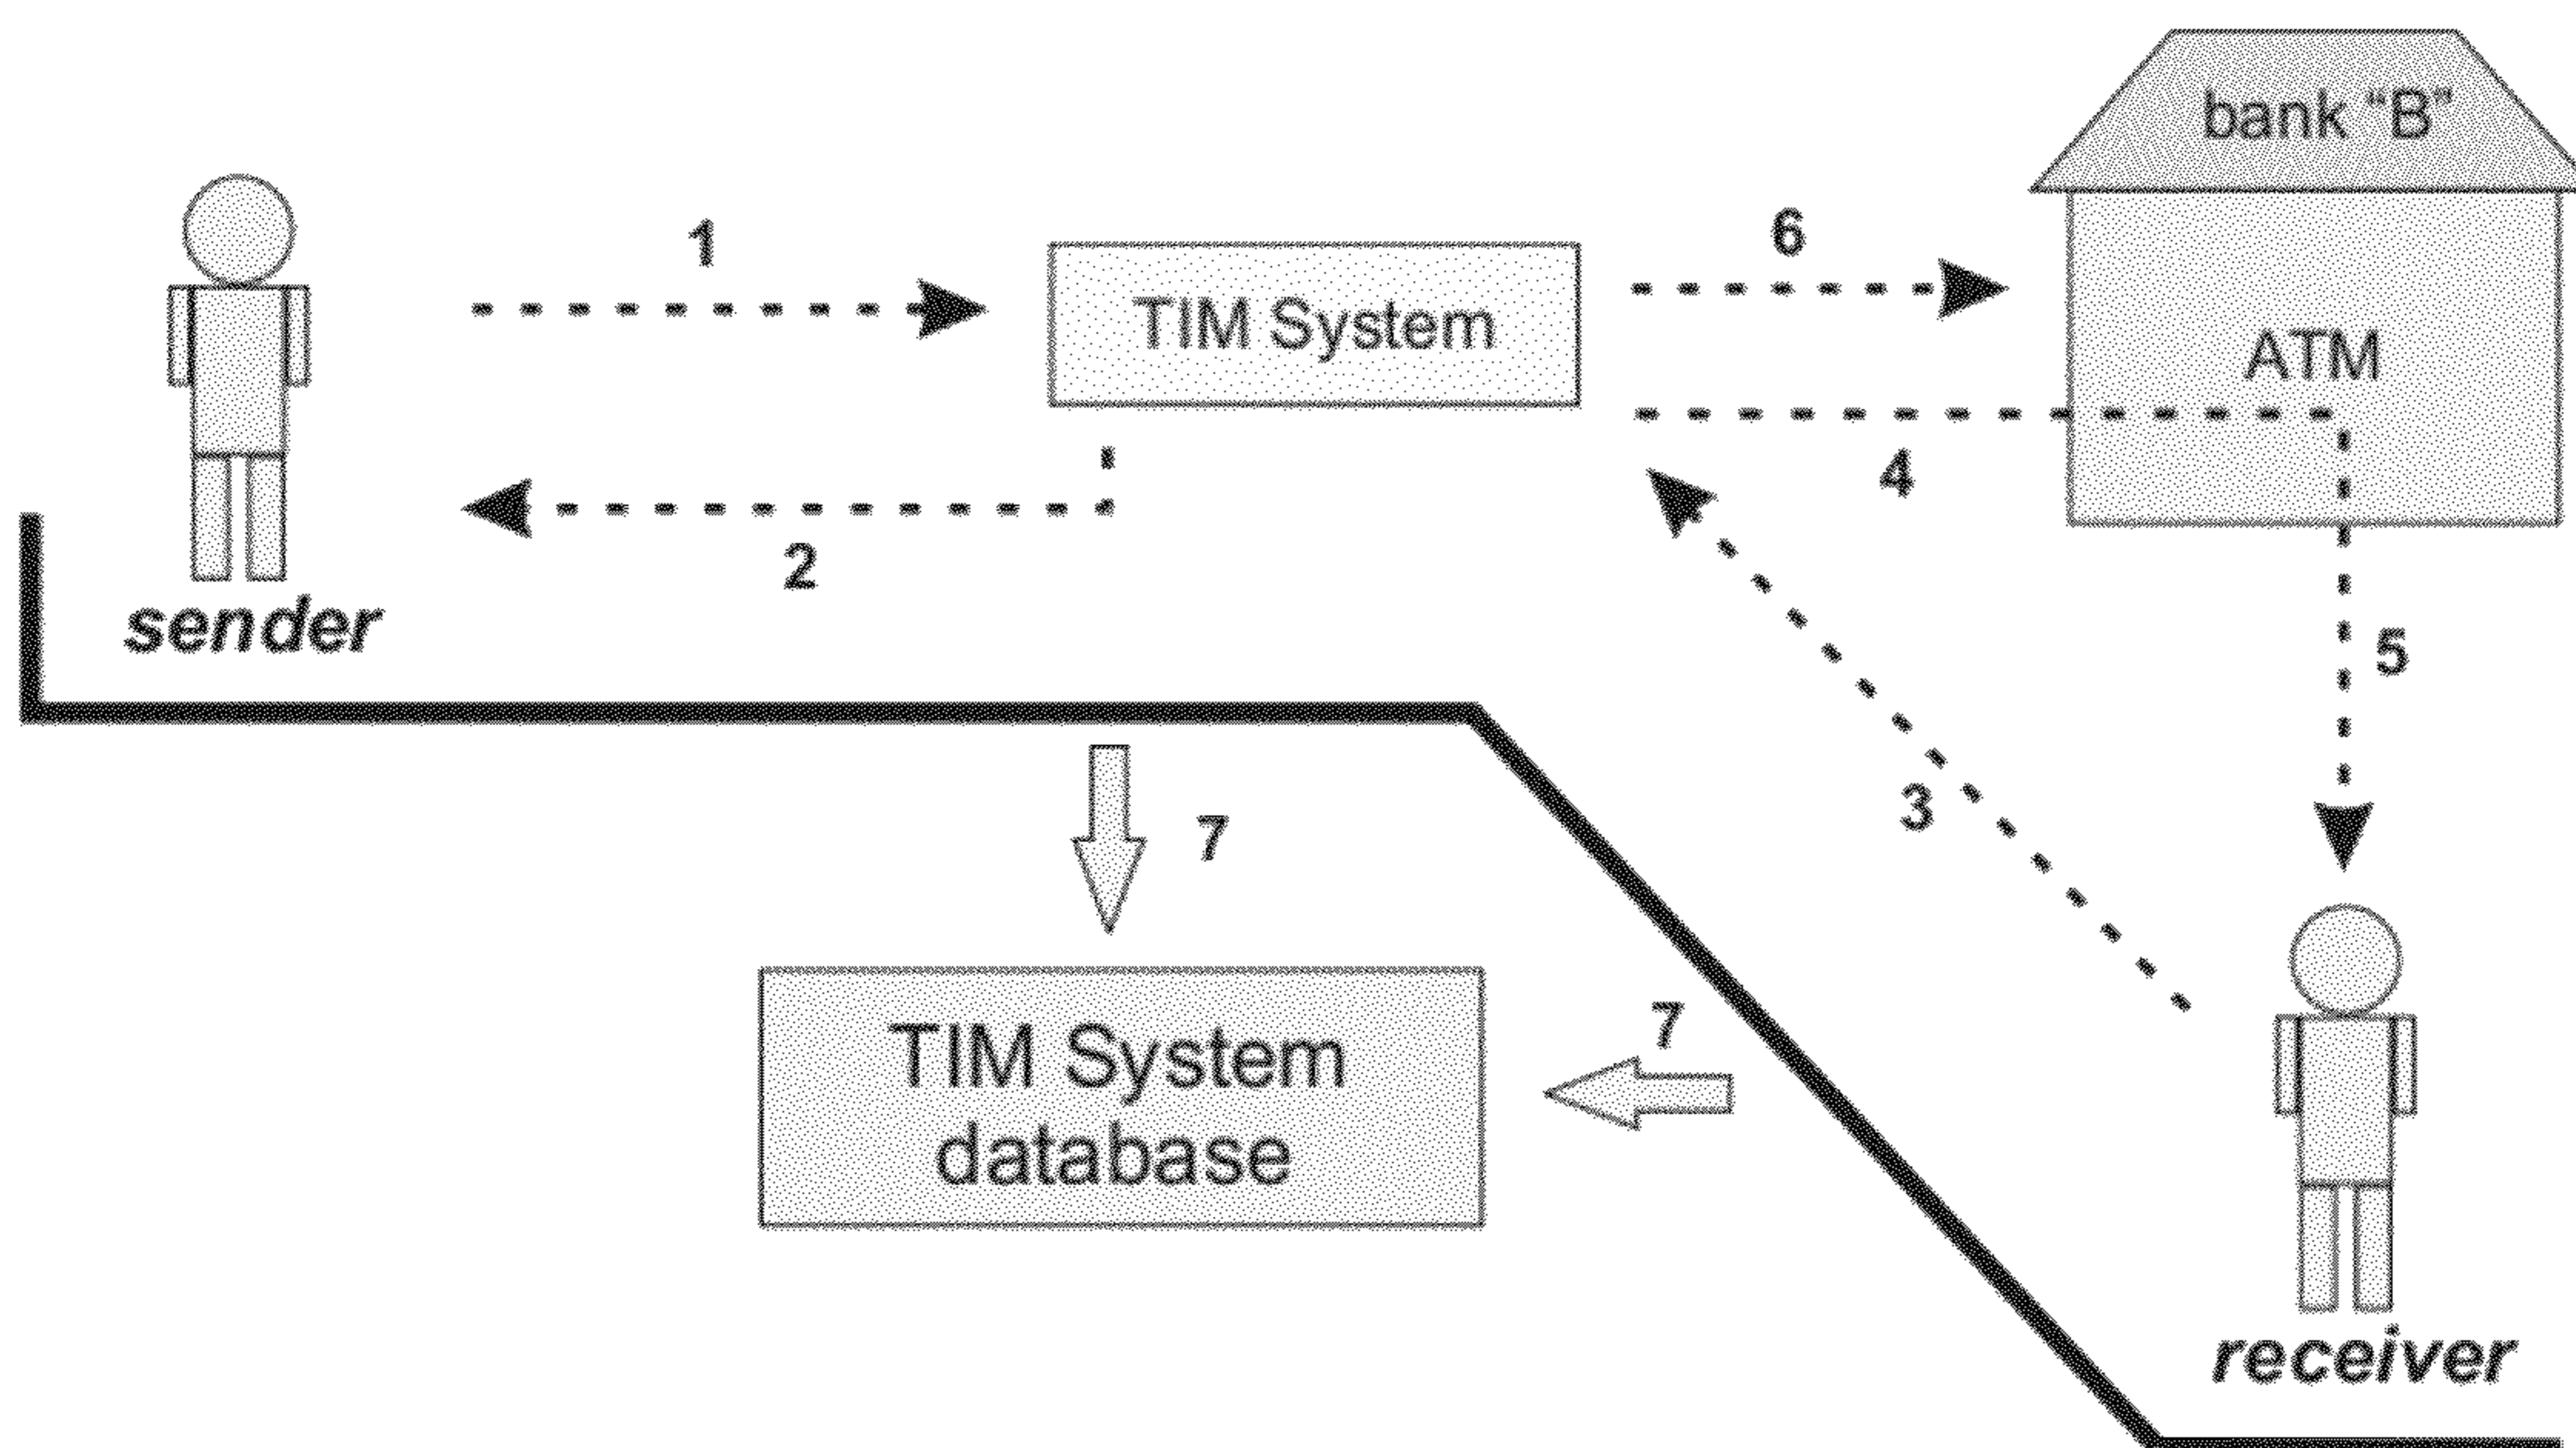 bank “B”
1
6
TIM System
ATM
4
2
sender
5
3
7
7
TIM System
database
receiver